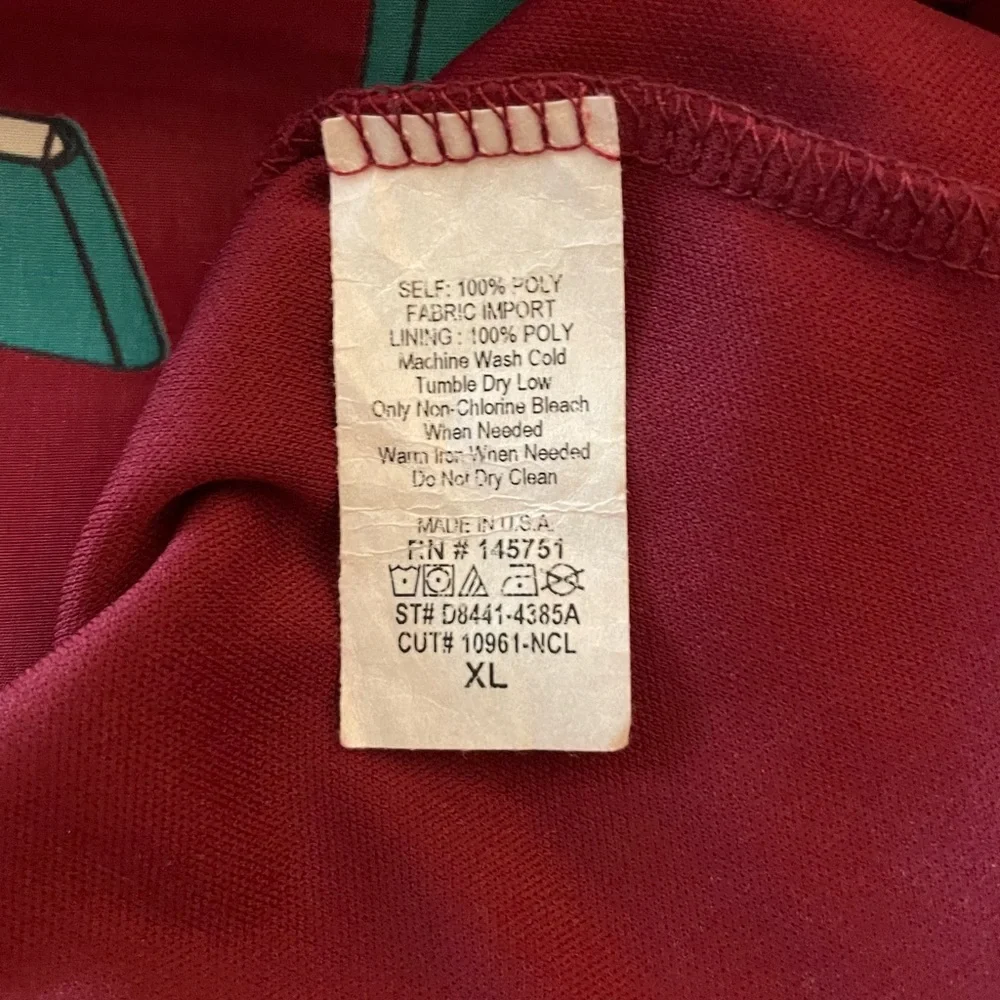 SELF: 100% POLY
FABRIC IMPORT
LINING : 100% POLY
Machine Wash Cold
Tumble Dry Low
Only Non-Chlorine Bleach
When Needed
Warm Iron When Needed
Do Not Dry Clean
MADE IN U.S.A.
RN # 145751
ST# D8441-4385A
CUT# 10961-NCL
XL